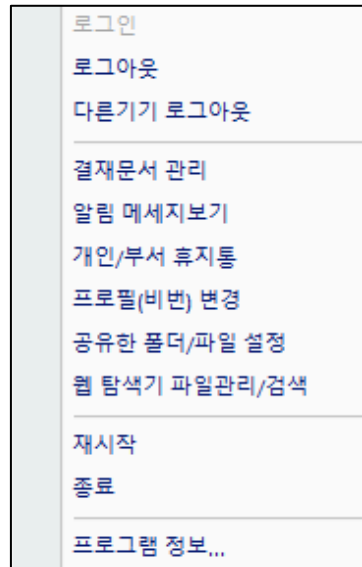 로그인
로그아웃
다른기기 로그아웃
결재문서 관리
알림 메세지보기
개인/부서 휴지통
프로필(비번) 변경
공유한 폴더/파일 설정
웹 탐색기 파일관리/검색
재시작
종료
프로그램 정보...